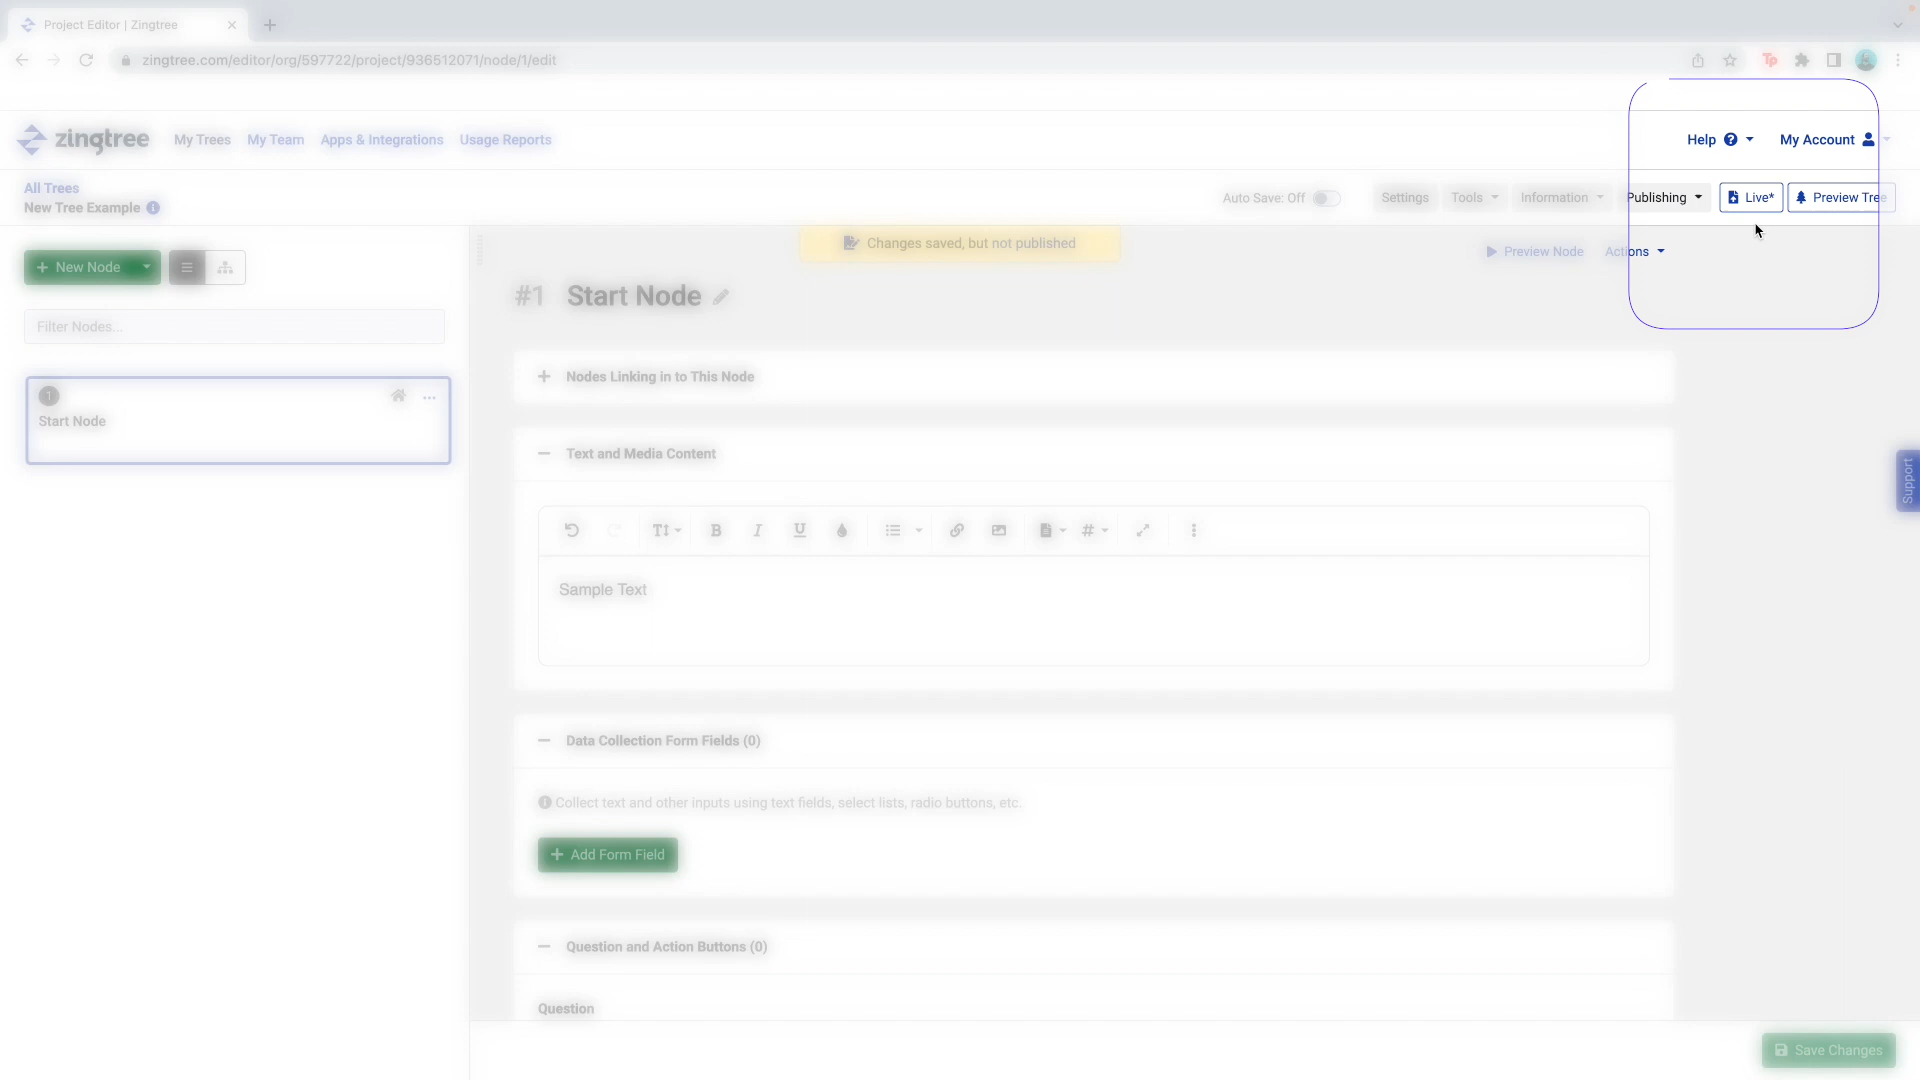 Project Editor | Zingtree
zingtree.com/editor/org/597722/project/936512071/node/1/edit
Tp
zingtree My Trees My Team Apps & Integrations Usage Reports Help ? My Account
All Trees
New Tree Example
Auto Save: Off Settings Tools Information Publishing Live* Preview Tree
+ New Node
Changes saved, but not published
Preview Node Actions
#1 Start Node
Filter Nodes...
1
Start Node
+ Nodes Linking in to This Node
– Text and Media Content
B I U #
Sample Text
Support
– Data Collection Form Fields (0)
Collect text and other inputs using text fields, select lists, radio buttons, etc.
+ Add Form Field
– Question and Action Buttons (0)
Question
Save Changes